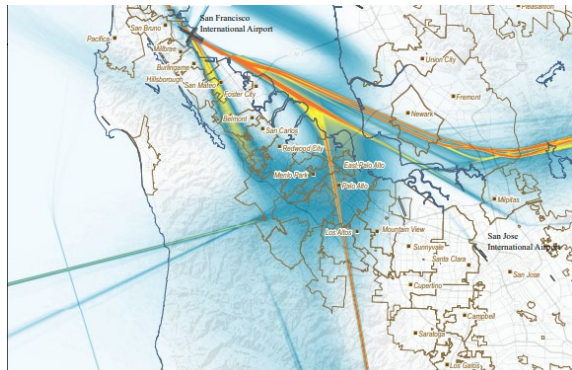 Pleasanton
San Francisco
International Airport
San Bruno
Pacifica
Millbrae
Burlingame
Hillsborough
San Mateo
Foster City
Union City
Fremont
Newark
Belmont
San Carlos
Redwood City
East Palo Alto
Menlo Park
Palo Alto
Milpitas
Los Altos
Mountain View
San Jose
International Airport
Sunnyvale
Santa Clara
San Jose
Cupertino
Campbell
Saratoga
Los Gatos